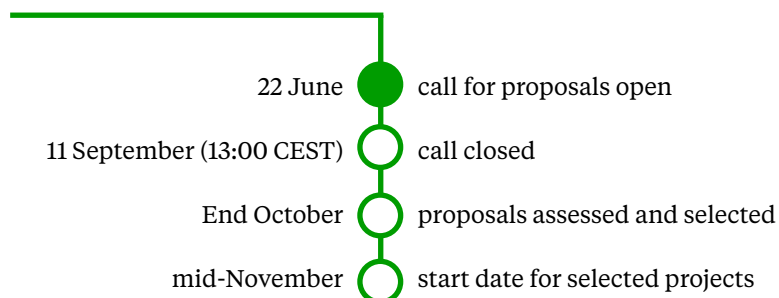 22 June call for proposals open
11 September (13:00 CEST) call closed
End October proposals assessed and selected
mid-November start date for selected projects